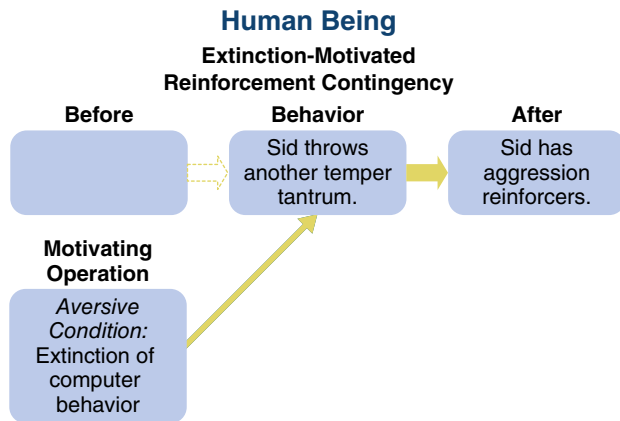 Human Being
Extinction-Motivated
Reinforcement Contingency
Before
Behavior
After
Sid throws
another temper
tantrum.
Sid has
aggression
reinforcers.
Motivating
Operation
Aversive
Condition:
Extinction of
computer
behavior